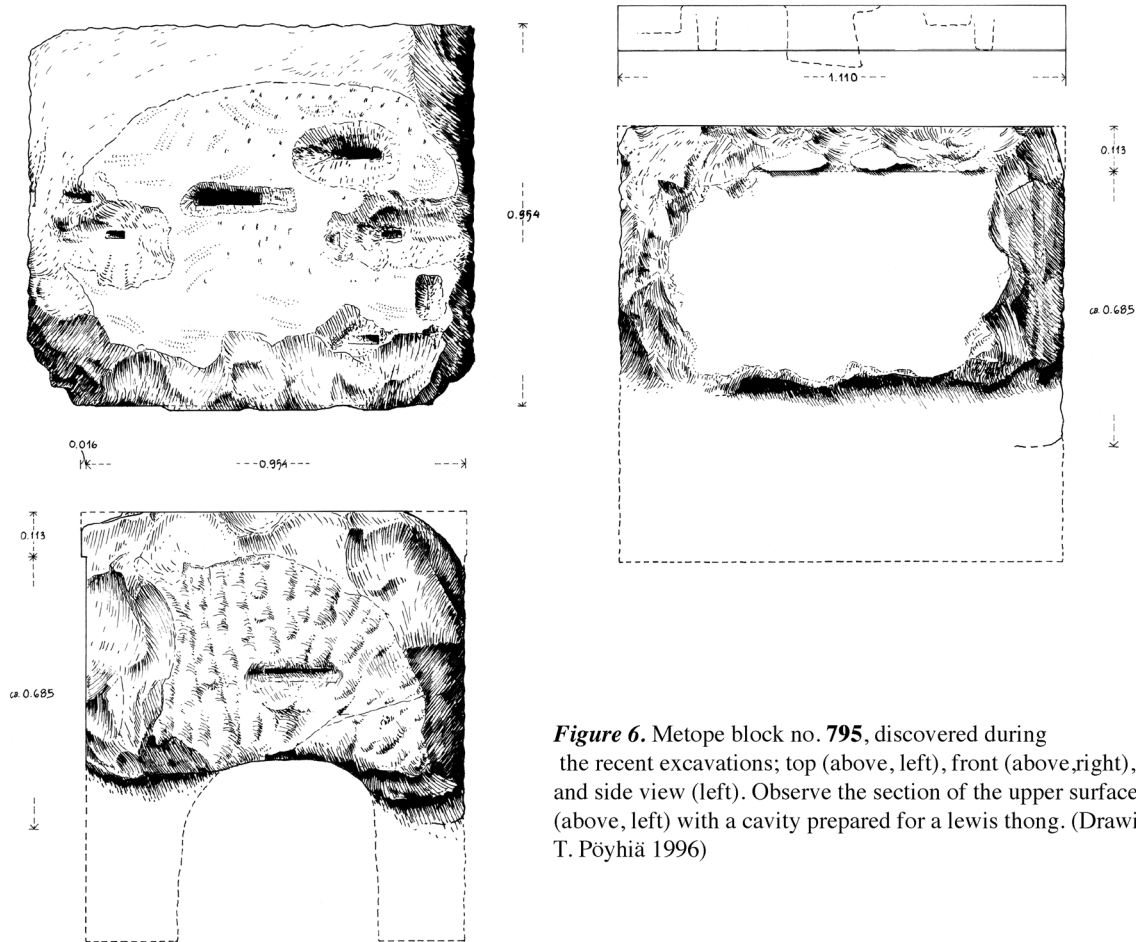 1.110
0.954
0.113
ca. 0.685
0.016
0.954
0.113
ca. 0.685
Figure 6. Metope block no. 795, discovered during
the recent excavations; top (above, left), front (above,right),
and side view (left). Observe the section of the upper surface
(above, left) with a cavity prepared for a lewis thong. (Drawi
T. Pöyhiä 1996)